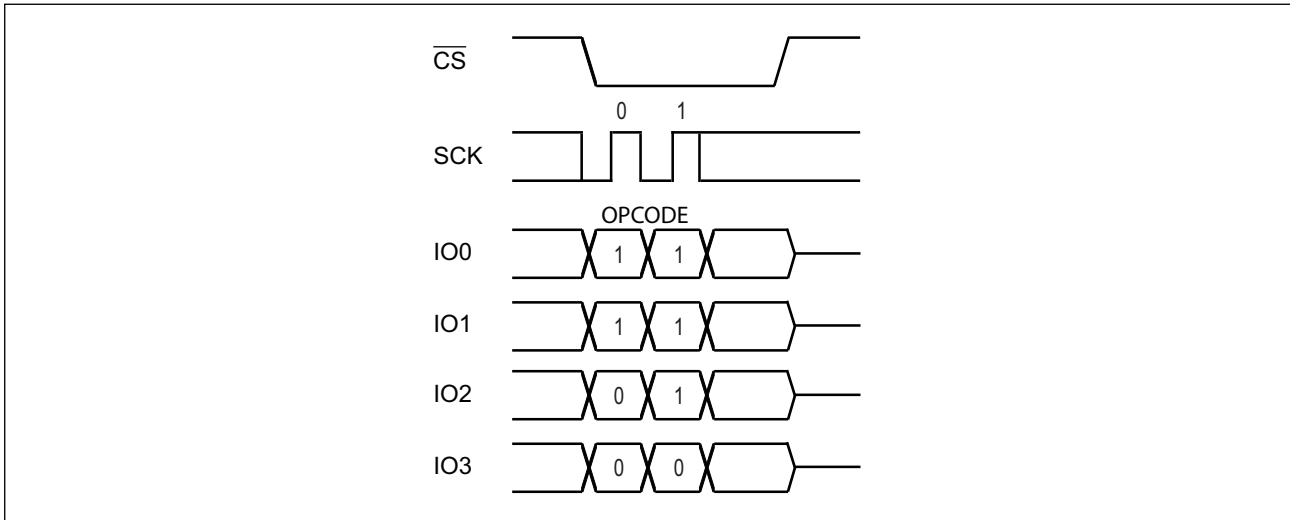 CS
0 1
SCK
OPCODE
IO0 1 1
IO1 1 1
IO2 0 1
IO3 0 0